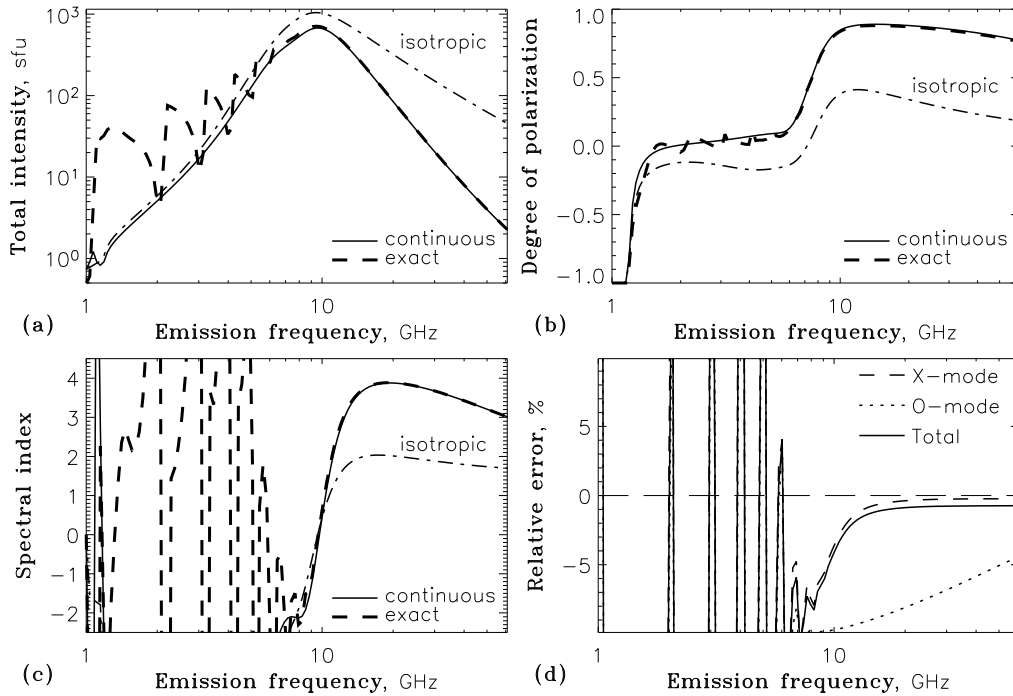 10³
10²
10¹
10⁰
Total intensity, sfu
isotropic
continuous
exact
1
10
(a)
Emission frequency, GHz
1.0
0.5
0.0
−0.5
−1.0
Degree of polarization
isotropic
continuous
exact
1
10
(b)
Emission frequency, GHz
4
3
2
1
0
−1
−2
Spectral index
isotropic
continuous
exact
1
10
(c)
Emission frequency, GHz
5
0
−5
Relative error, %
X−mode
O−mode
Total
1
10
(d)
Emission frequency, GHz